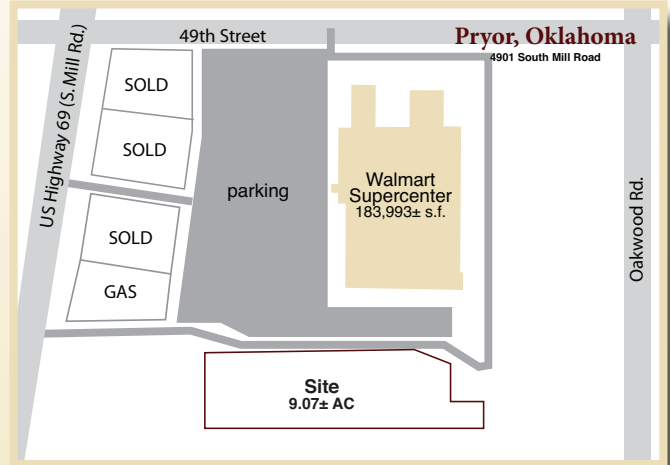 49th Street
Pryor, Oklahoma
4901 South Mill Road
US Highway 69 (S. Mill Rd.)
SOLD
SOLD
parking
Walmart
Supercenter
183,993± s.f.
SOLD
GAS
Oakwood Rd.
Site
9.07± AC